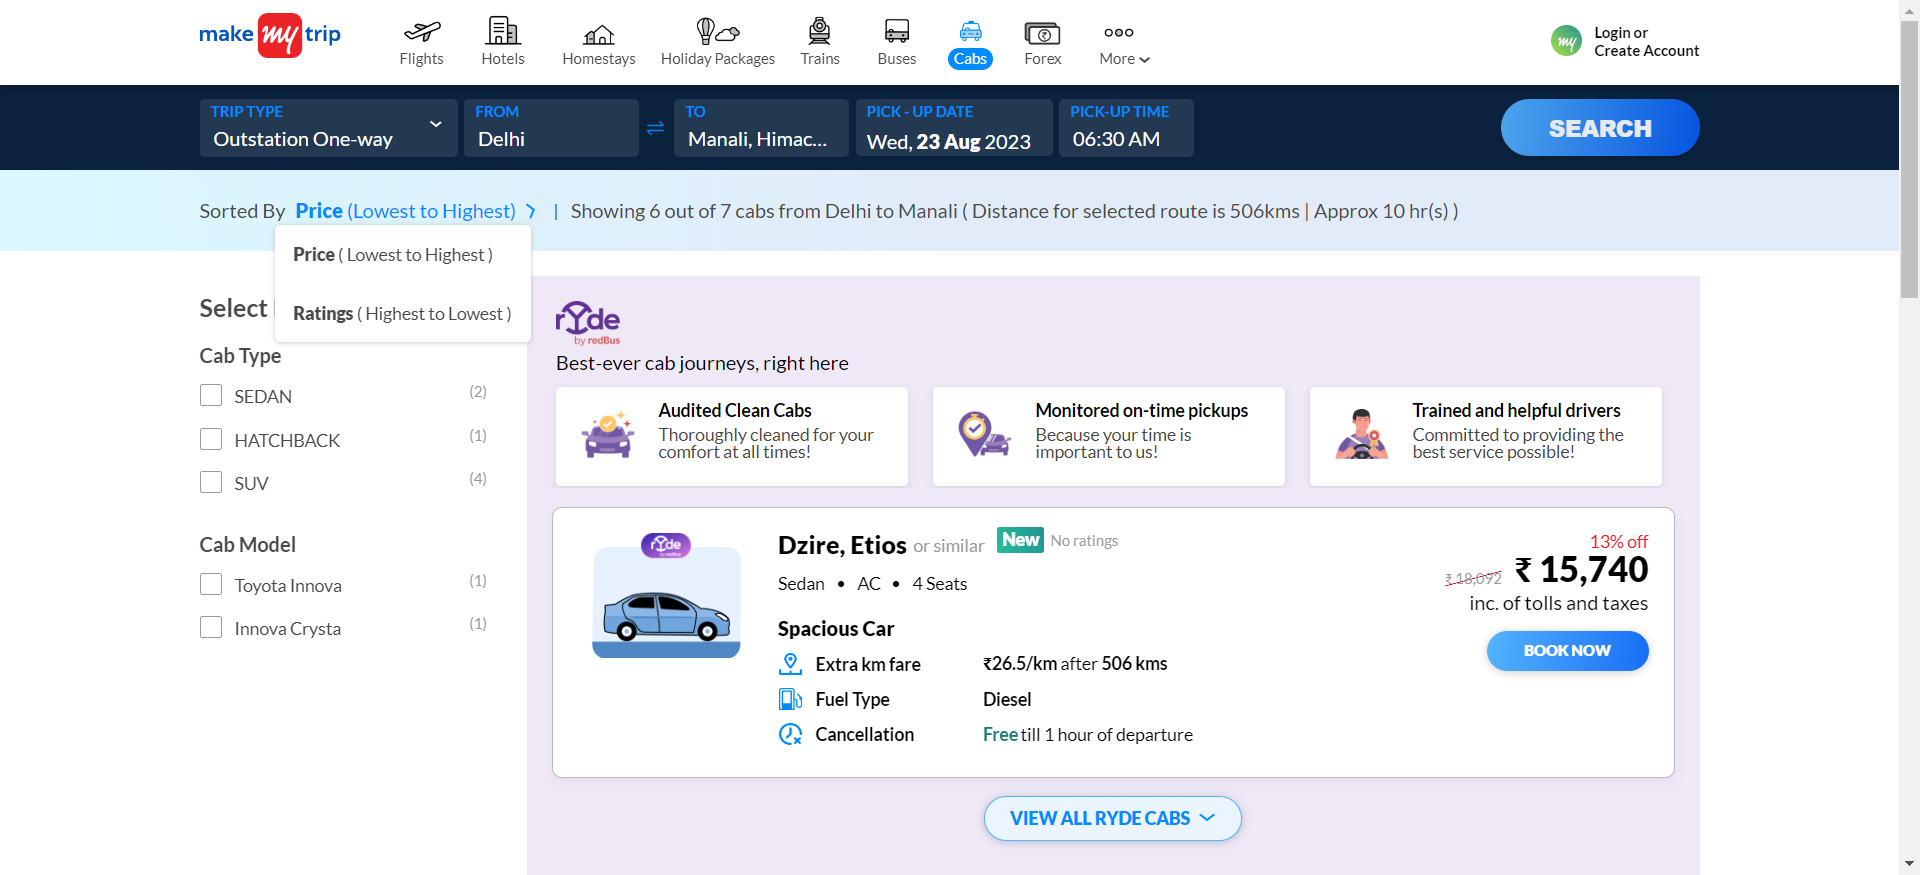 make my trip
Flights
Hotels
Homestays
Holiday Packages
Trains
Buses
Cabs
Forex
More
my
Login or
Create Account
TRIP TYPE
Outstation One-way
FROM
Delhi
TO
Manali, Himac...
PICK - UP DATE
Wed, 23 Aug 2023
PICK-UP TIME
06:30 AM
SEARCH
Sorted By Price (Lowest to Highest) | Showing 6 out of 7 cabs from Delhi to Manali ( Distance for selected route is 506kms | Approx 10 hr(s) )
Price ( Lowest to Highest )
Ratings ( Highest to Lowest )
Select
Cab Type
SEDAN (2)
HATCHBACK (1)
SUV (4)
Cab Model
Toyota Innova (1)
Innova Crysta (1)
ryde
by redBus
Best-ever cab journeys, right here
Audited Clean Cabs
Thoroughly cleaned for your
comfort at all times!
Monitored on-time pickups
Because your time is
important to us!
Trained and helpful drivers
Committed to providing the
best service possible!
ryde
Dzire, Etios or similar New No ratings
Sedan • AC • 4 Seats
Spacious Car
Extra km fare ₹26.5/km after 506 kms
Fuel Type Diesel
Cancellation Free till 1 hour of departure
13% off
₹ 18,092 ₹ 15,740
inc. of tolls and taxes
BOOK NOW
VIEW ALL RYDE CABS